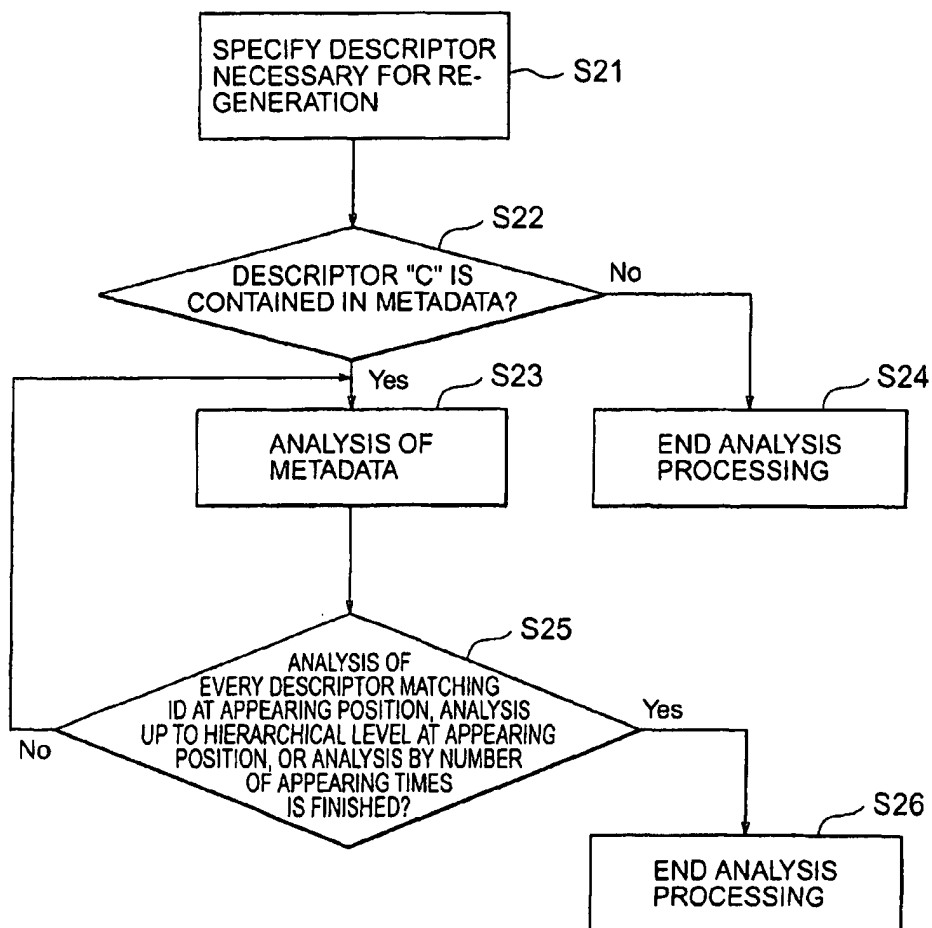 SPECIFY DESCRIPTOR
NECESSARY FOR RE-
GENERATION
S21
S22
DESCRIPTOR "C" IS
CONTAINED IN METADATA?
No
Yes
S23
ANALYSIS OF
METADATA
S24
END ANALYSIS
PROCESSING
S25
ANALYSIS OF
EVERY DESCRIPTOR MATCHING
ID AT APPEARING POSITION, ANALYSIS
UP TO HIERARCHICAL LEVEL AT APPEARING
POSITION, OR ANALYSIS BY NUMBER
OF APPEARING TIMES
IS FINISHED?
No
Yes
S26
END ANALYSIS
PROCESSING